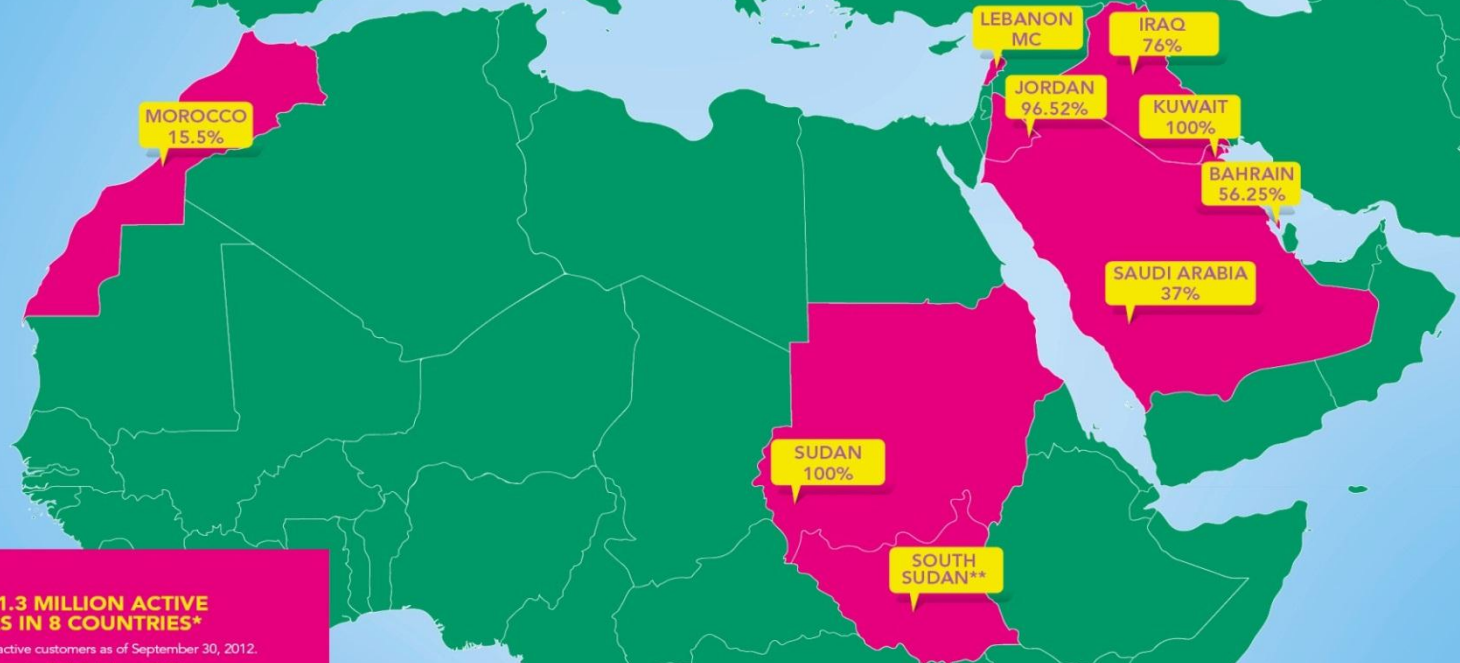 LEBANON
MC
IRAQ
76%
JORDAN
96.52%
KUWAIT
100%
MOROCCO
15.5%
BAHRAIN
56.25%
SAUDI ARABIA
37%
SUDAN
100%
SOUTH
SUDAN**
1.3 MILLION ACTIVE
S IN 8 COUNTRIES*
active customers as of September 30, 2012.